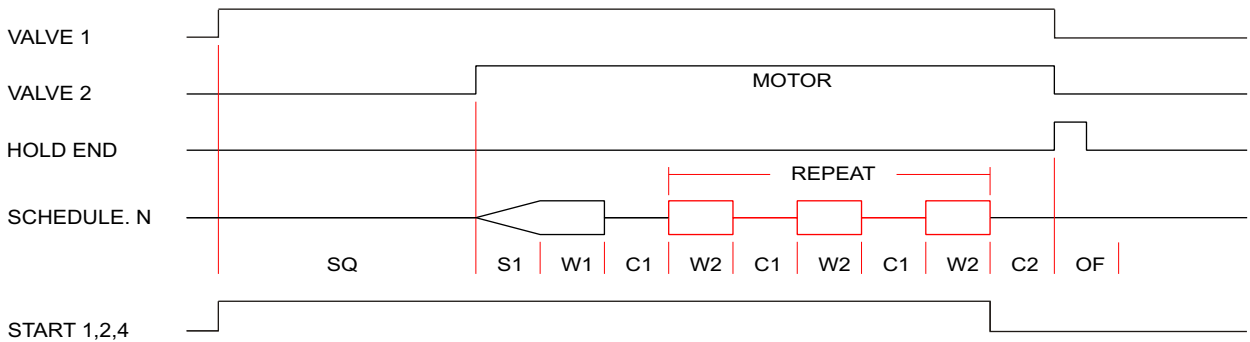 VALVE 1
VALVE 2
MOTOR
HOLD END
REPEAT
SCHEDULE. N
SQ
S1
W1
C1
W2
C1
W2
C1
W2
C2
OF
START 1,2,4